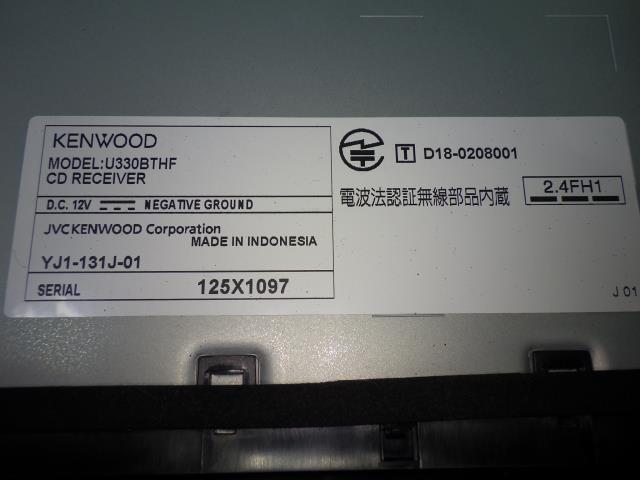 KENWOOD
MODEL:U330BTHF
CD RECEIVER
D.C. 12V NEGATIVE GROUND
JVCKENWOOD Corporation
MADE IN INDONESIA
YJ1-131J-01
SERIAL 125X1097
T D18-0208001
電波法認証無線部品内蔵 2.4FH1
J 01